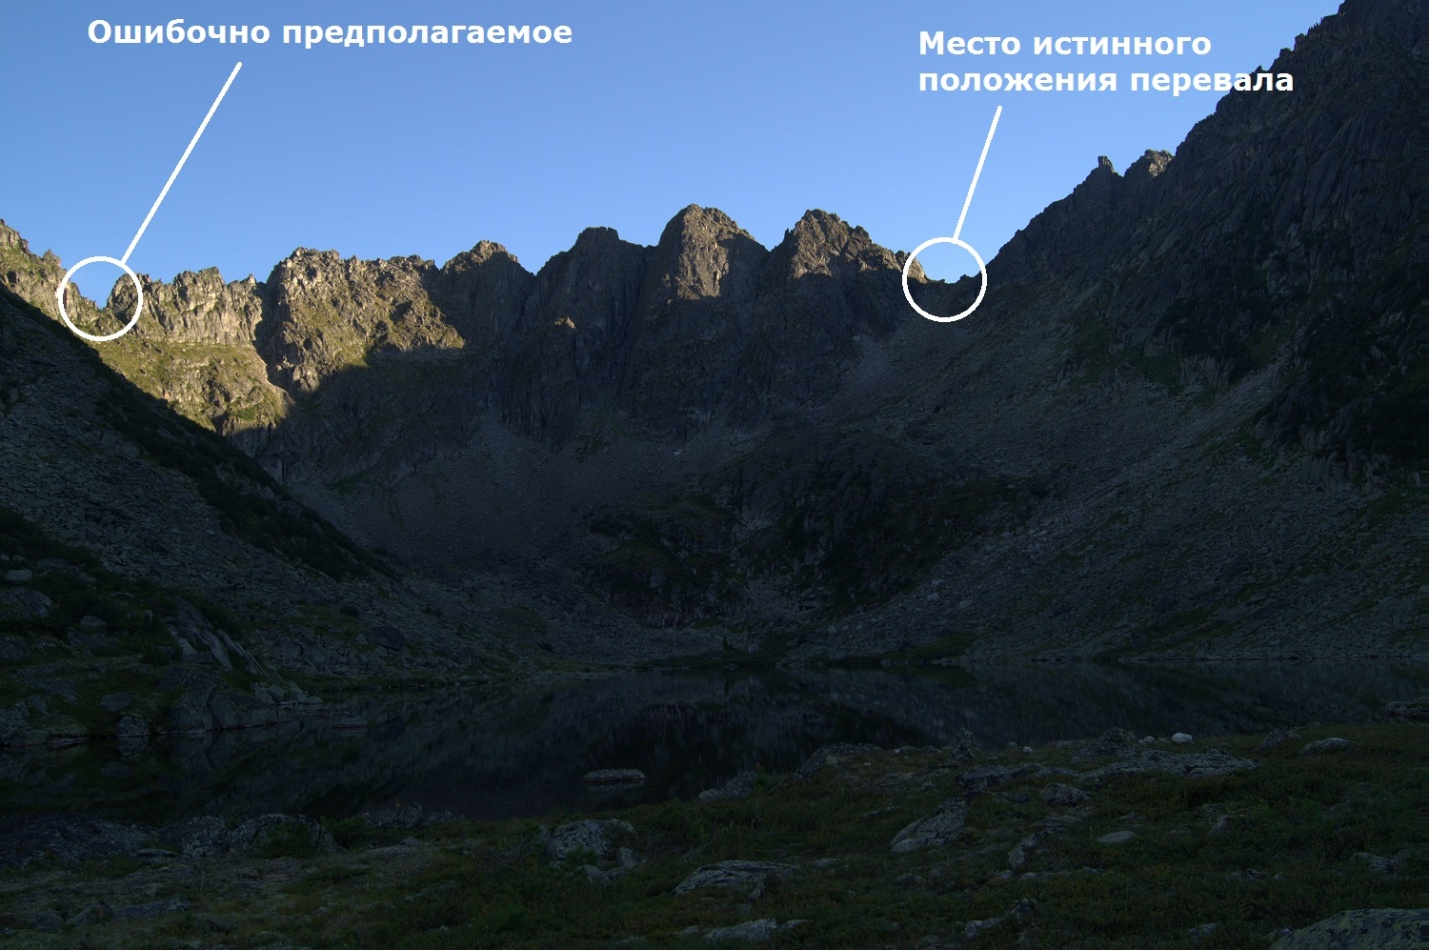 Ошибочно предполагаемое
Место истинного
положения перевала